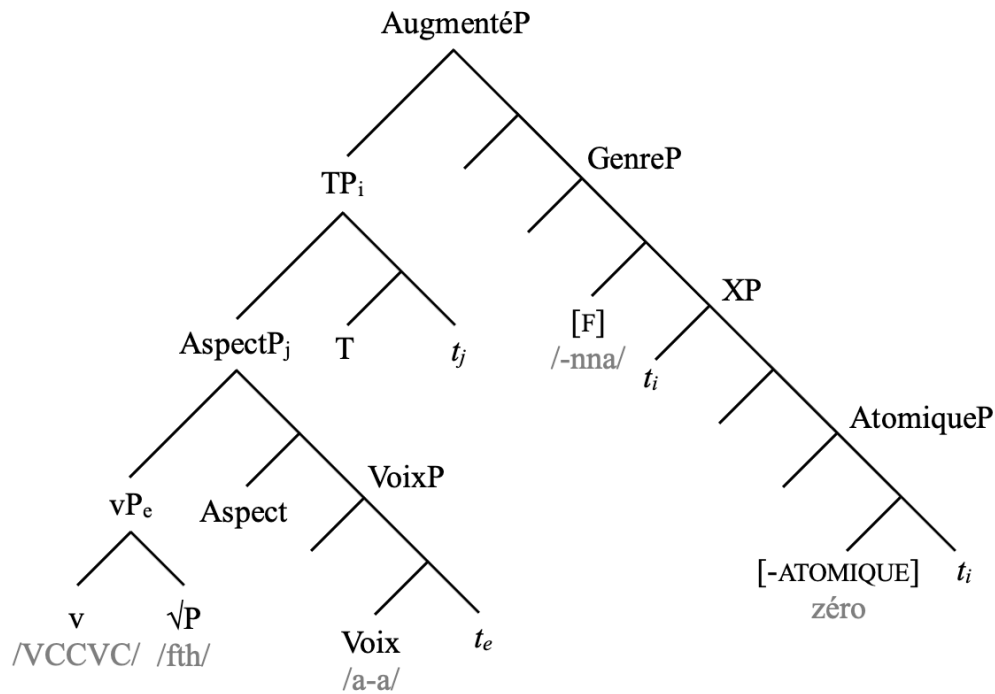 AugmentéP
GenreP
TPᵢ
XP
[F]
/-nna/
AspectPⱼ
T
tⱼ
tᵢ
AtomiqueP
VoixP
vPₑ
Aspect
[-ATOMIQUE]
zéro
tᵢ
v
/VCCVC/
√P
/fth/
Voix
/a-a/
tₑ